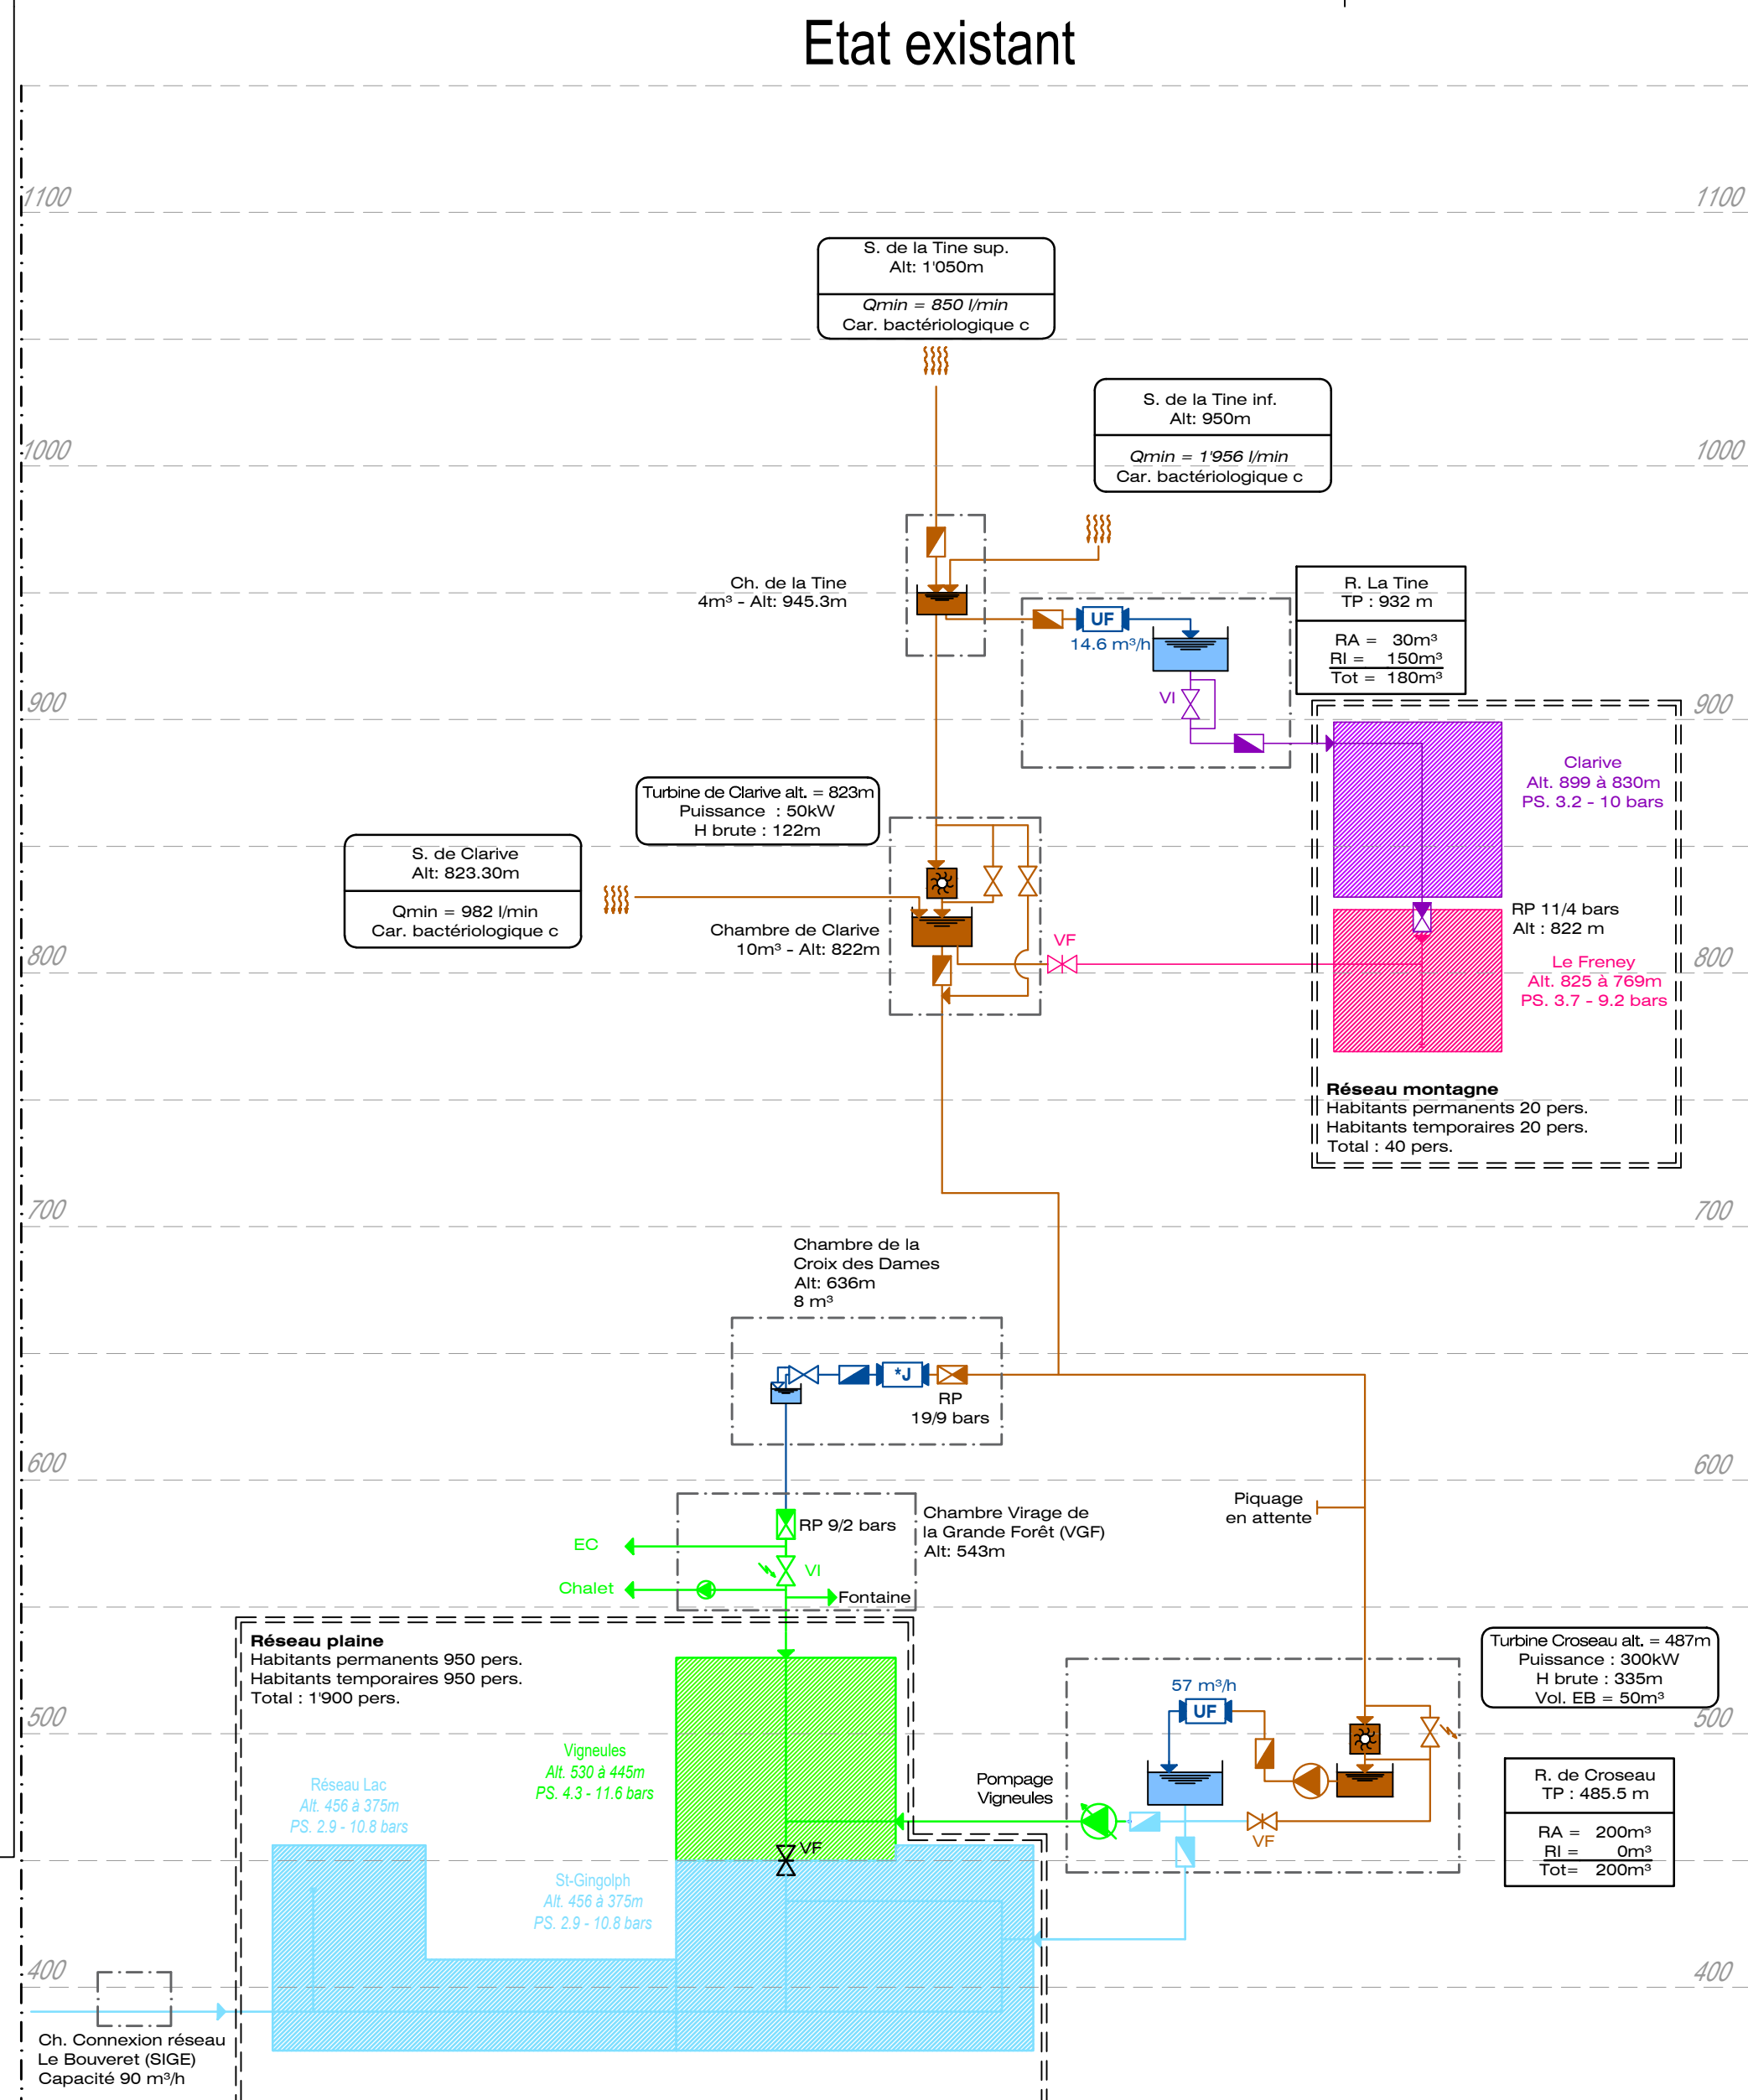 Etat existant
1100
1100
S. de la Tine sup.
Alt: 1'050m
Qmin = 850 l/min
Car. bactériologique c
S. de la Tine inf.
Alt: 950m
Qmin = 1'956 l/min
Car. bactériologique c
1000
1000
Ch. de la Tine
4m³ - Alt: 945.3m
UF
14.6 m³/h
VI
R. La Tine
TP : 932 m
RA = 30m³
RI = 150m³
Tot = 180m³
900
900
Clarive
Alt. 899 à 830m
PS. 3.2 - 10 bars
Turbine de Clarive alt. = 823m
Puissance : 50kW
H brute : 122m
S. de Clarive
Alt: 823.30m
Qmin = 982 l/min
Car. bactériologique c
Chambre de Clarive
10m³ - Alt: 822m
VF
RP 11/4 bars
Alt : 822 m
800
800
Le Freney
Alt. 825 à 769m
PS. 3.7 - 9.2 bars
Réseau montagne
Habitants permanents 20 pers.
Habitants temporaires 20 pers.
Total : 40 pers.
700
700
Chambre de la
Croix des Dames
Alt: 636m
8 m³
*J
RP
19/9 bars
600
600
Piquage
en attente
RP 9/2 bars
Chambre Virage de
la Grande Forêt (VGF)
Alt: 543m
EC
VI
Chalet
Fontaine
Réseau plaine
Habitants permanents 950 pers.
Habitants temporaires 950 pers.
Total : 1'900 pers.
Turbine Croseau alt. = 487m
Puissance : 300kW
H brute : 335m
Vol. EB = 50m³
57 m³/h
UF
500
500
Vigneules
Alt. 530 à 445m
PS. 4.3 - 11.6 bars
Réseau Lac
Alt. 456 à 375m
PS. 2.9 - 10.8 bars
Pompage
Vigneules
VF
R. de Croseau
TP : 485.5 m
RA = 200m³
RI = 0m³
Tot= 200m³
VF
St-Gingolph
Alt. 456 à 375m
PS. 2.9 - 10.8 bars
400
400
Ch. Connexion réseau
Le Bouveret (SIGE)
Capacité 90 m³/h